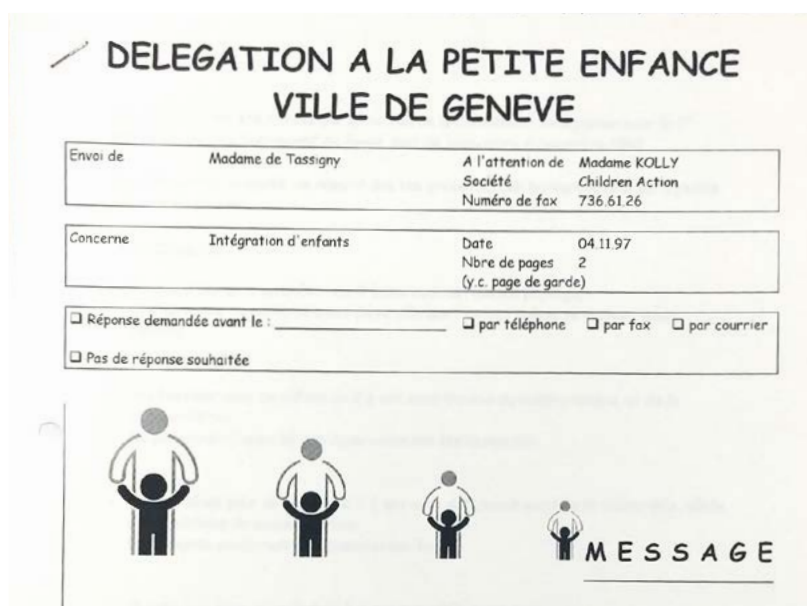 DELEGATION A LA PETITE ENFANCE
VILLE DE GENEVE
Envoi de Madame de Tassigny A l'attention de Madame KOLLY
Société Children Action
Numéro de fax 736.61.26
Concerne Intégration d'enfants Date 04.11.97
Nbre de pages 2
(y.c. page de garde)
❑ Réponse demandée avant le : ____________ ❑ par téléphone ❑ par fax ❑ par courrier
❑ Pas de réponse souhaitée
MESSAGE